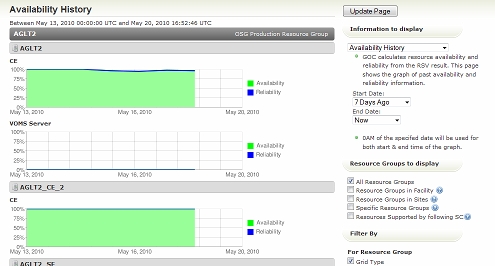 Availability History
Between May 13, 2010 00:00:00 UTC and May 20, 2010 16:52:46 UTC
AGLT2
OSG Production Resource Group
AGLT2
CE
100%
75%
50%
25%
0%
May 13, 2010
May 16, 2010
May 20, 2010
Availability
Reliability
VOMS Server
100%
75%
50%
25%
0%
May 13, 2010
May 16, 2010
May 20, 2010
Availability
Reliability
AGLT2_CE_2
CE
100%
75%
50%
25%
0%
May 13, 2010
May 16, 2010
May 20, 2010
Availability
Reliability
AGLT2_SE
Update Page
Information to display
Availability History
GOC calculates resource availability and
reliability from the RSV result. This page
shows the graph of past availability and
reliability information.
Start Date:
7 Days Ago
End Date:
Now
0AM of the specifed date will be used for
both start & end time of the graph.
Resource Groups to display
All Resource Groups
Resource Groups in Facility
Resource Groups in Sites
Specific Resource Groups
Resources Supported by following SC
Filter By
For Resource Group
Grid Type